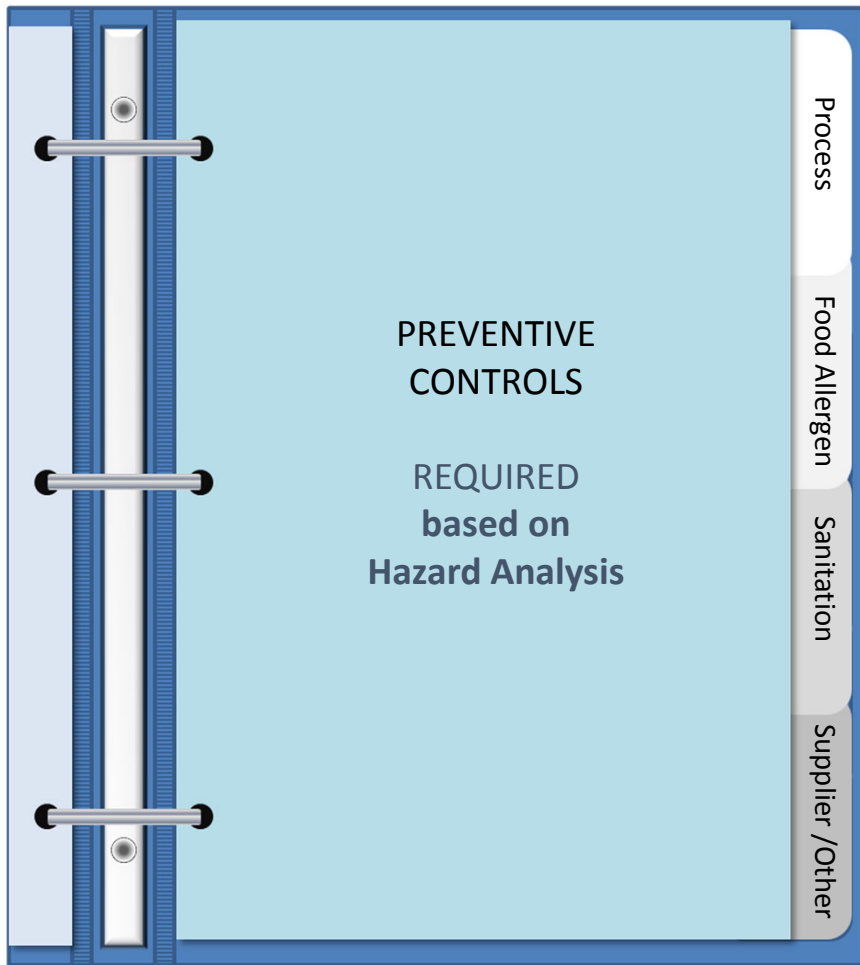 PREVENTIVE
CONTROLS
REQUIRED
based on
Hazard Analysis
Process
Food Allergen
Sanitation
Supplier /Other